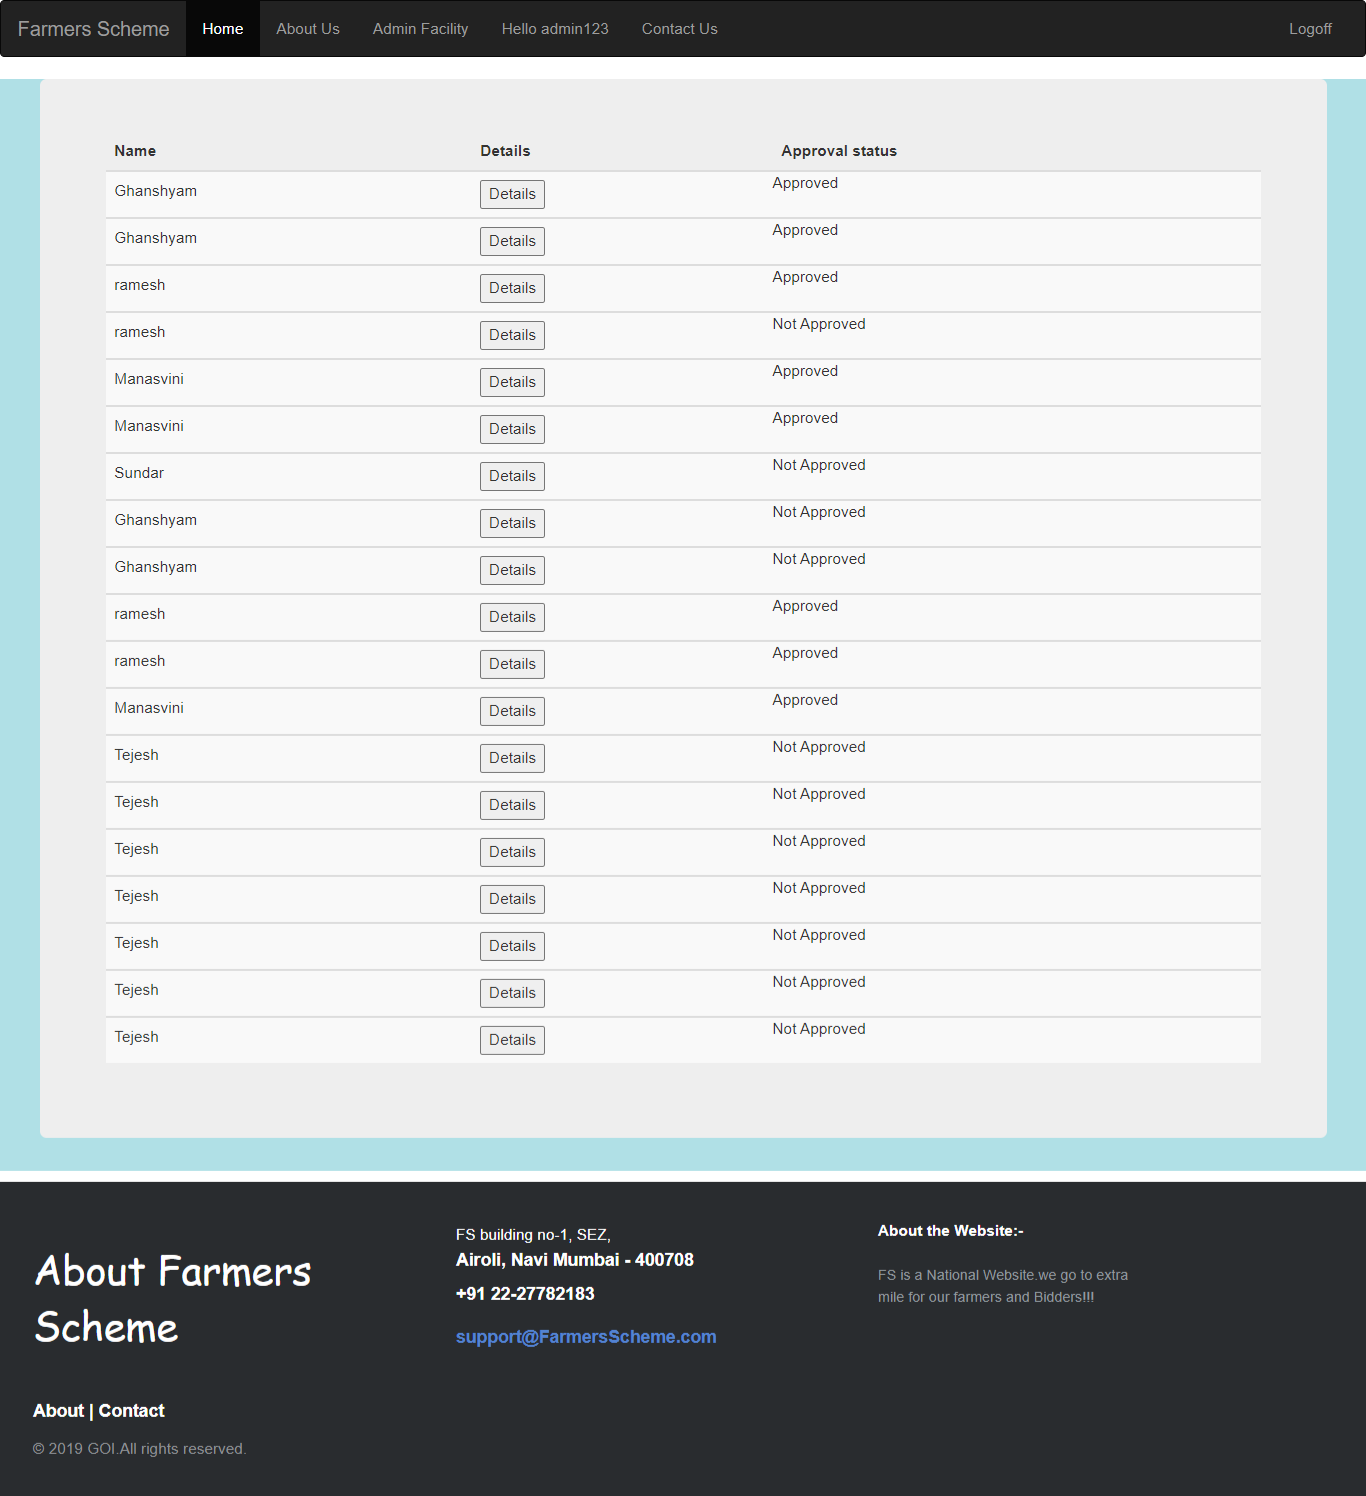 Farmers Scheme Home About Us Admin Facility Hello admin123 Contact Us Logoff
Name Details Approval status
Ghanshyam Details Approved
Ghanshyam Details Approved
ramesh Details Approved
ramesh Details Not Approved
Manasvini Details Approved
Manasvini Details Approved
Sundar Details Not Approved
Ghanshyam Details Not Approved
Ghanshyam Details Not Approved
ramesh Details Approved
ramesh Details Approved
Manasvini Details Approved
Tejesh Details Not Approved
Tejesh Details Not Approved
Tejesh Details Not Approved
Tejesh Details Not Approved
Tejesh Details Not Approved
Tejesh Details Not Approved
Tejesh Details Not Approved
About Farmers
Scheme
About | Contact
© 2019 GOI.All rights reserved.
FS building no-1, SEZ,
Airoli, Navi Mumbai - 400708
+91 22-27782183
support@FarmersScheme.com
About the Website:-
FS is a National Website.we go to extra
mile for our farmers and Bidders!!!